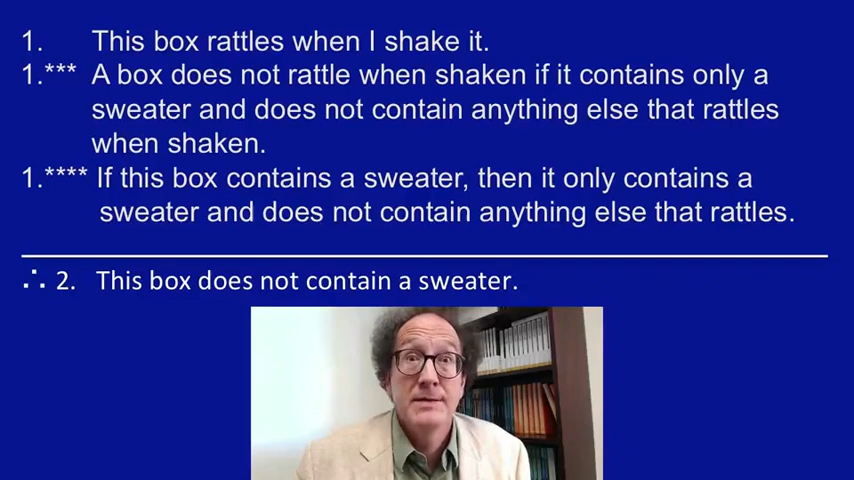 1. This box rattles when I shake it.
1.*** A box does not rattle when shaken if it contains only a
sweater and does not contain anything else that rattles
when shaken.
1.**** If this box contains a sweater, then it only contains a
sweater and does not contain anything else that rattles.
∴ 2. This box does not contain a sweater.